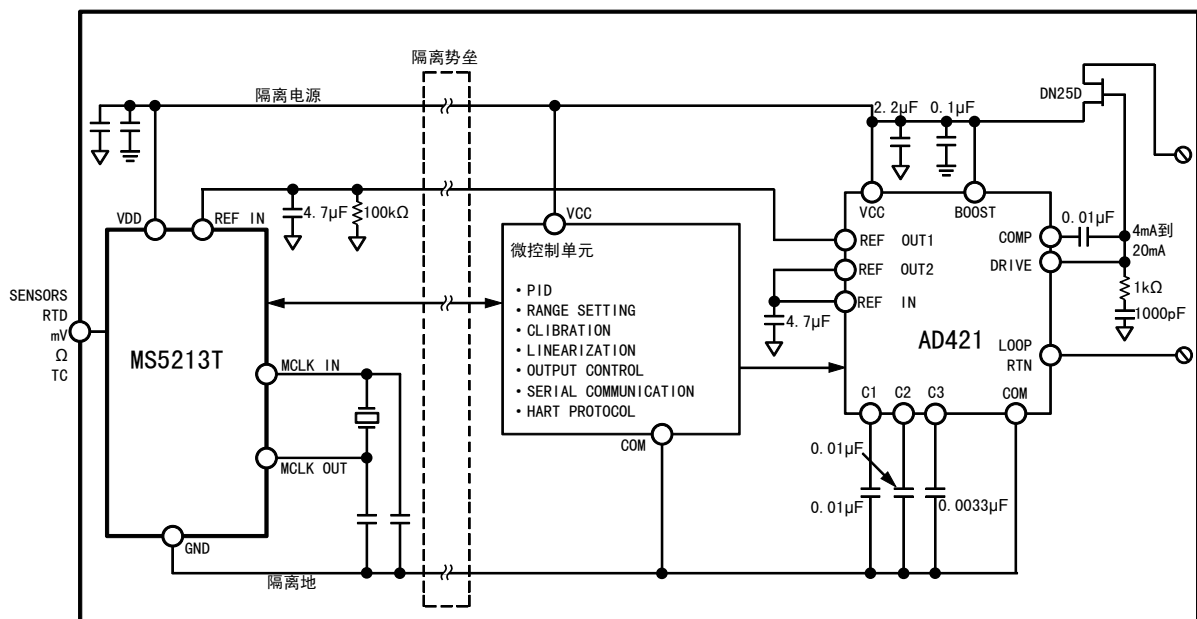 隔离势垒
隔离电源
DN25D
2.2μF
0.1μF
VDD
REF IN
4.7μF
100kΩ
VCC
VCC
BOOST
0.01μF
COMP
4mA到
20mA
DRIVE
1kΩ
1000pF
REF OUT1
REF OUT2
REF IN
4.7μF
AD421
LOOP
RTN
微控制单元
・PID
・RANGE SETTING
・CLIBRATION
・LINEARIZATION
・OUTPUT CONTROL
・SERIAL COMMUNICATION
・HART PROTOCOL
COM
SENSORS
RTD
mV
Ω
TC
MS5213T
MCLK IN
MCLK OUT
GND
C1
C2
C3
COM
0.01μF
0.01μF
0.0033μF
隔离地